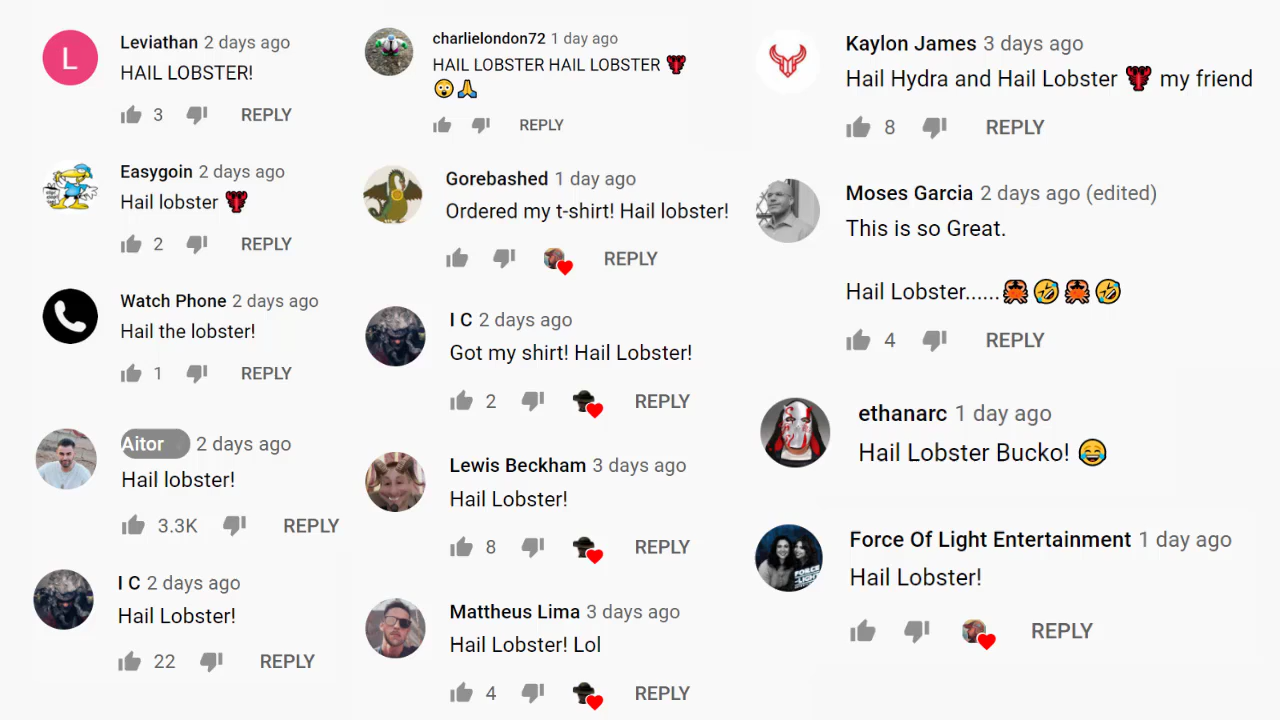 Leviathan 2 days ago
HAIL LOBSTER!
3 REPLY
Easygoin 2 days ago
Hail lobster 🦞
2 REPLY
Watch Phone 2 days ago
Hail the lobster!
1 REPLY
Aitor 2 days ago
Hail lobster!
3.3K REPLY
I C 2 days ago
Hail Lobster!
22 REPLY
charlielondon72 1 day ago
HAIL LOBSTER HAIL LOBSTER 🦞
😮🙏
REPLY
Gorebashed 1 day ago
Ordered my t-shirt! Hail lobster!
REPLY
I C 2 days ago
Got my shirt! Hail Lobster!
2 REPLY
Lewis Beckham 3 days ago
Hail Lobster!
8 REPLY
Mattheus Lima 3 days ago
Hail Lobster! Lol
4 REPLY
Kaylon James 3 days ago
Hail Hydra and Hail Lobster 🦞 my friend
8 REPLY
Moses Garcia 2 days ago (edited)
This is so Great.
Hail Lobster......🦀🤣🦀🤣
4 REPLY
ethanarc 1 day ago
Hail Lobster Bucko! 😂
Force Of Light Entertainment 1 day ago
Hail Lobster!
REPLY
L
FORCE
OF
LIGHT